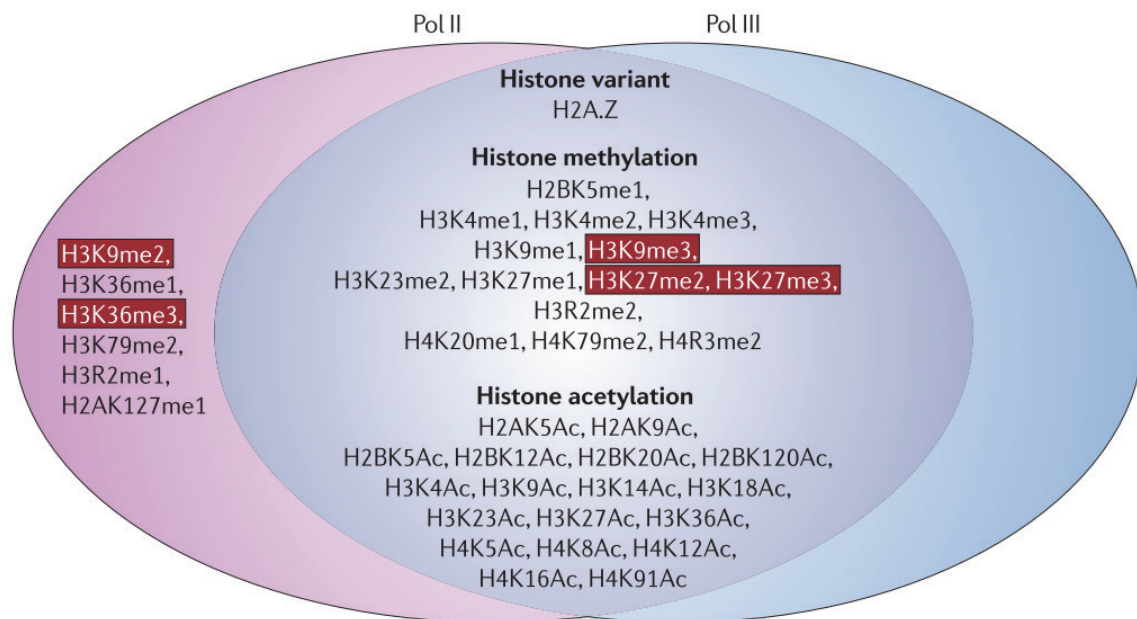 Pol II Pol III
Histone variant
H2A.Z
Histone methylation
H2BK5me1,
H3K4me1, H3K4me2, H3K4me3,
H3K9me1, H3K9me3,
H3K23me2, H3K27me1, H3K27me2, H3K27me3,
H3R2me2,
H4K20me1, H4K79me2, H4R3me2
Histone acetylation
H2AK5Ac, H2AK9Ac,
H2BK5Ac, H2BK12Ac, H2BK20Ac, H2BK120Ac,
H3K4Ac, H3K9Ac, H3K14Ac, H3K18Ac,
H3K23Ac, H3K27Ac, H3K36Ac,
H4K5Ac, H4K8Ac, H4K12Ac,
H4K16Ac, H4K91Ac
H3K9me2,
H3K36me1,
H3K36me3,
H3K79me2,
H3R2me1,
H2AK127me1